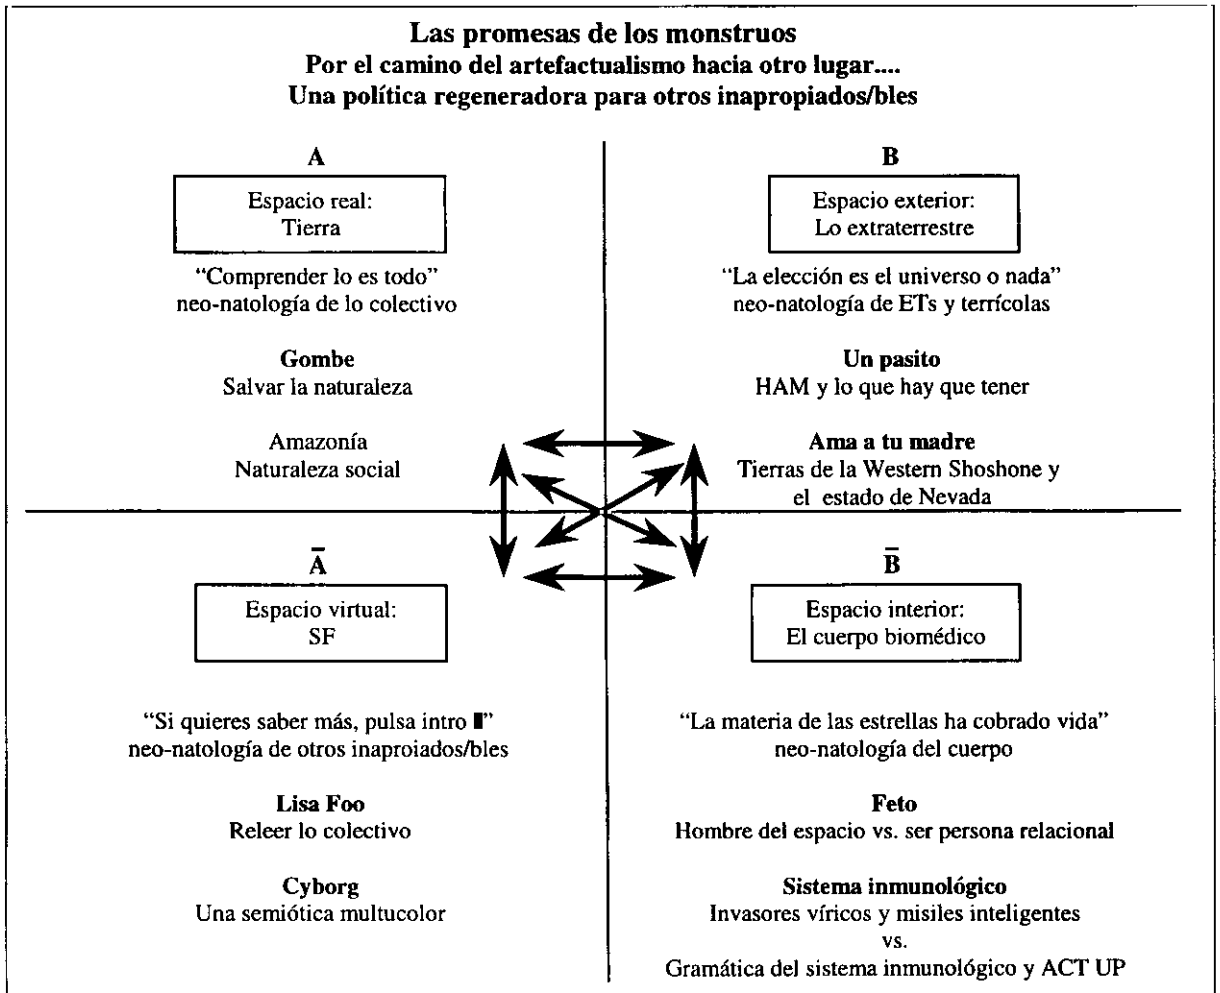 Las promesas de los monstruos
Por el camino del artefactualismo hacia otro lugar....
Una política regeneradora para otros inapropiados/bles
A
Espacio real:
Tierra
“Comprender lo es todo”
neo-natología de lo colectivo
Gombe
Salvar la naturaleza
Amazonía
Naturaleza social
B
Espacio exterior:
Lo extraterrestre
“La elección es el universo o nada”
neo-natología de ETs y terrícolas
Un pasito
HAM y lo que hay que tener
Ama a tu madre
Tierras de la Western Shoshone y
el estado de Nevada
Ā
Espacio virtual:
SF
“Si quieres saber más, pulsa intro ▮”
neo-natología de otros inaproiados/bles
Lisa Foo
Releer lo colectivo
Cyborg
Una semiótica multucolor
B̄
Espacio interior:
El cuerpo biomédico
“La materia de las estrellas ha cobrado vida”
neo-natología del cuerpo
Feto
Hombre del espacio vs. ser persona relacional
Sistema inmunológico
Invasores víricos y misiles inteligentes
vs.
Gramática del sistema inmunológico y ACT UP